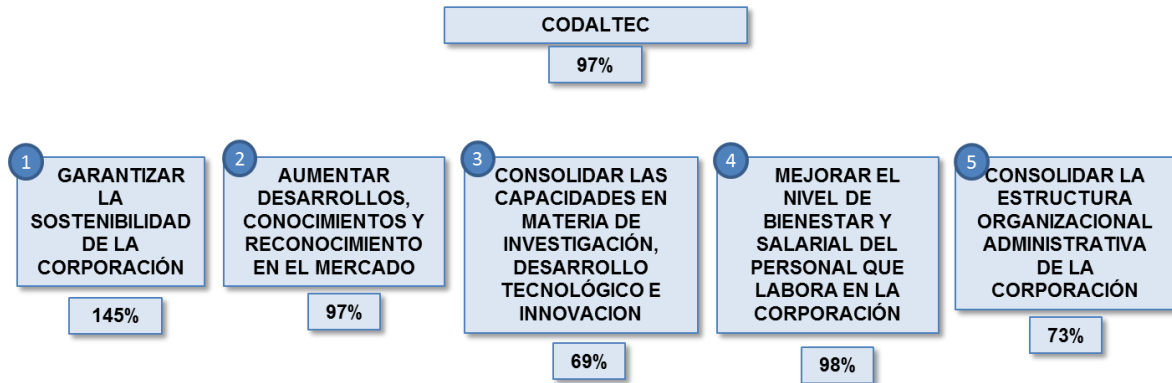 CODALTEC
97%
1
GARANTIZAR
LA
SOSTENIBILIDAD
DE LA
CORPORACIÓN
145%
2
AUMENTAR
DESARROLLOS,
CONOCIMIENTOS Y
RECONOCIMIENTO
EN EL MERCADO
97%
3
CONSOLIDAR LAS
CAPACIDADES EN
MATERIA DE
INVESTIGACIÓN,
DESARROLLO
TECNOLÓGICO E
INNOVACION
69%
4
MEJORAR EL
NIVEL DE
BIENESTAR Y
SALARIAL DEL
PERSONAL QUE
LABORA EN LA
CORPORACIÓN
98%
5
CONSOLIDAR LA
ESTRUCTURA
ORGANIZACIONAL
ADMINISTRATIVA
DE LA
CORPORACIÓN
73%